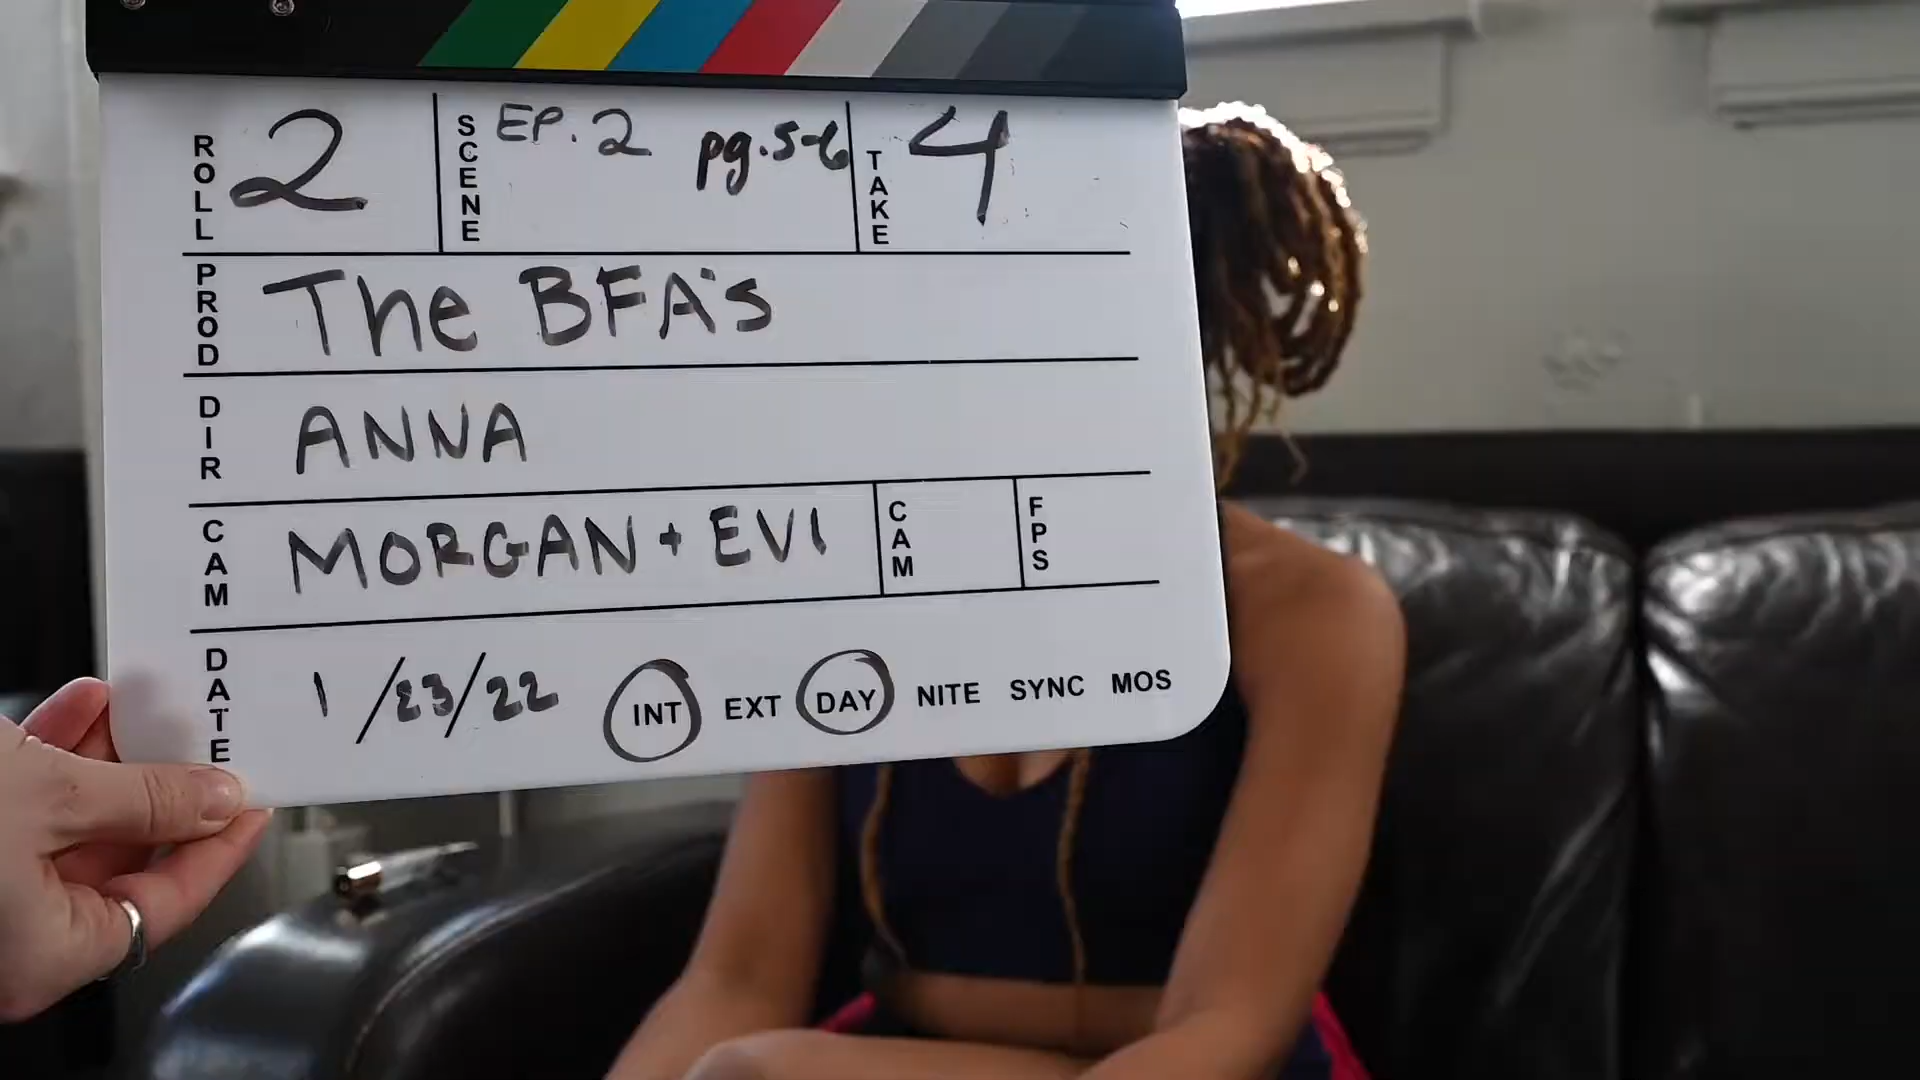 ROLL 2 SCENE EP. 2 pg. 5-6 TAKE 4
PROD The BFA's
DIR ANNA
CAM MORGAN + EVI CAM FPS
DATE 1/23/22 INT EXT DAY NITE SYNC MOS